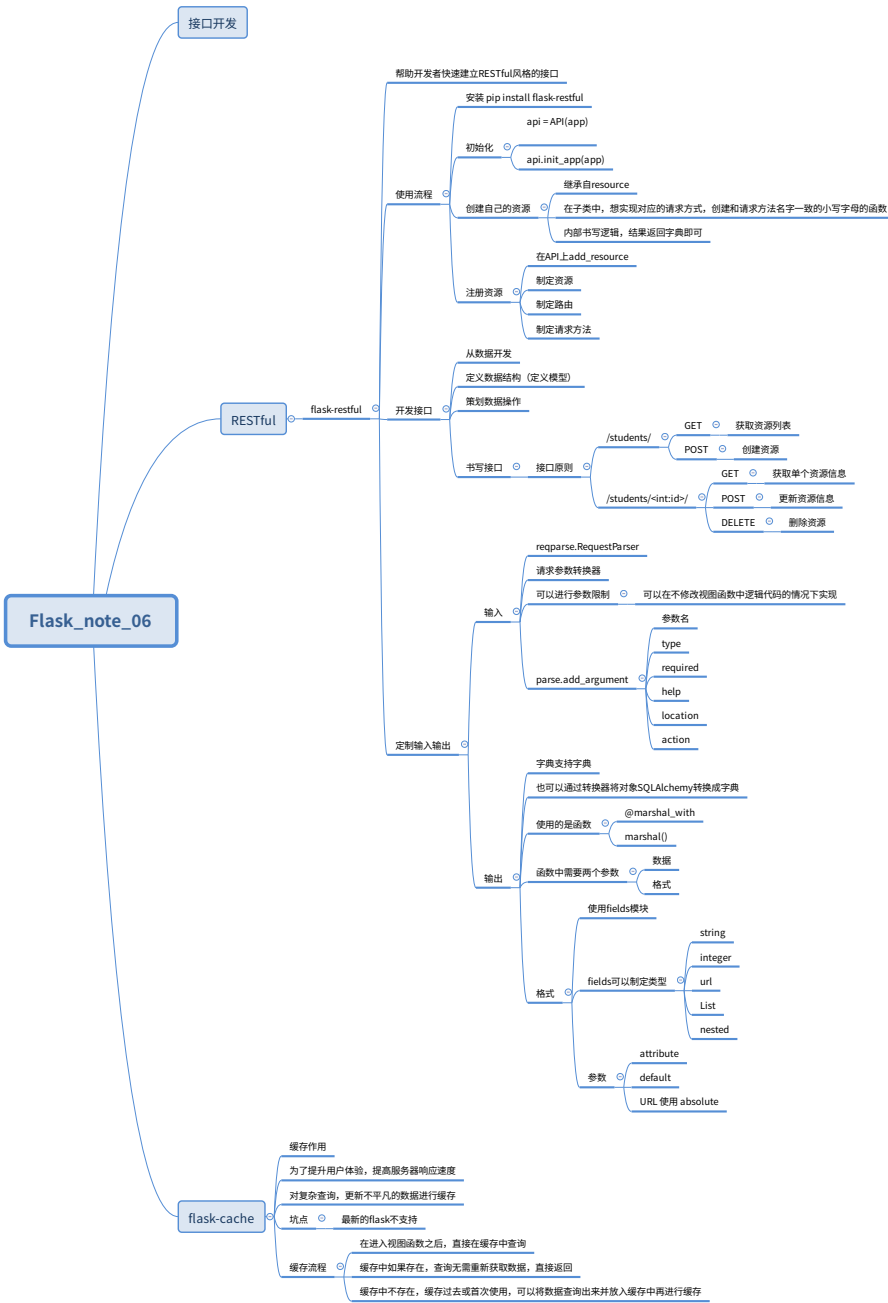 接口开发
Flask_note_06
RESTful
flask-restful
帮助开发者快速建立RESTful风格的接口
使用流程
安装 pip install flask-restful
初始化
api = API(app)
api.init_app(app)
创建自己的资源
继承自resource
在子类中，想实现对应的请求方式，创建和请求方法名字一致的小写字母的函数
内部书写逻辑，结果返回字典即可
注册资源
在API上add_resource
制定资源
制定路由
制定请求方法
开发接口
从数据开发
定义数据结构（定义模型）
策划数据操作
书写接口
接口原则
/students/
GET
获取资源列表
POST
创建资源
/students/<int:id>/
GET
获取单个资源信息
POST
更新资源信息
DELETE
删除资源
定制输入输出
输入
reqparse.RequestParser
请求参数转换器
可以进行参数限制
可以在不修改视图函数中逻辑代码的情况下实现
parse.add_argument
参数名
type
required
help
location
action
输出
字典支持字典
也可以通过转换器将对象SQLAlchemy转换成字典
使用的是函数
@marshal_with
marshal()
函数中需要两个参数
数据
格式
格式
使用fields模块
fields可以制定类型
string
integer
url
List
nested
参数
attribute
default
URL 使用 absolute
flask-cache
缓存作用
为了提升用户体验，提高服务器响应速度
对复杂查询，更新不平凡的数据进行缓存
坑点
最新的flask不支持
缓存流程
在进入视图函数之后，直接在缓存中查询
缓存中如果存在，查询无需重新获取数据，直接返回
缓存中不存在，缓存过去或首次使用，可以将数据查询出来并放入缓存中再进行缓存